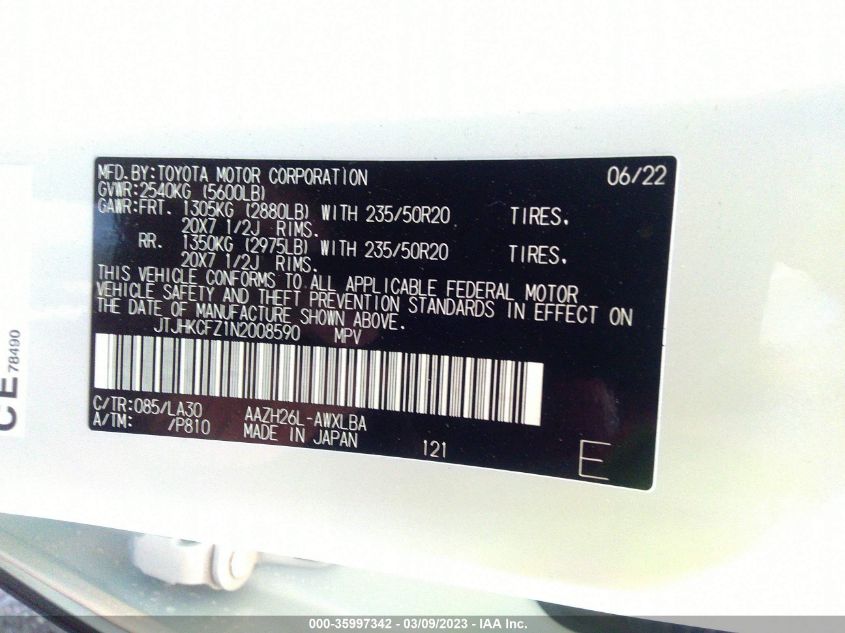 MFD.BY:TOYOTA MOTOR CORPORATION 06/22
GVWR:2540KG (5600LB)
GAWR:FRT. 1305KG (2880LB) WITH 235/50R20 TIRES,
20X7 1/2J RIMS.
RR. 1350KG (2975LB) WITH 235/50R20 TIRES,
20X7 1/2J RIMS.
THIS VEHICLE CONFORMS TO ALL APPLICABLE FEDERAL MOTOR
VEHICLE SAFETY AND THEFT PREVENTION STANDARDS IN EFFECT ON
THE DATE OF MANUFACTURE SHOWN ABOVE.
JTJHKCFZ1N2008590 MPV
C/TR:085/LA30 AAZH26L-AWXLBA
A/TM: /P810 MADE IN JAPAN 121 E
CE 78490
000-35997342 - 03/09/2023 - IAA Inc.